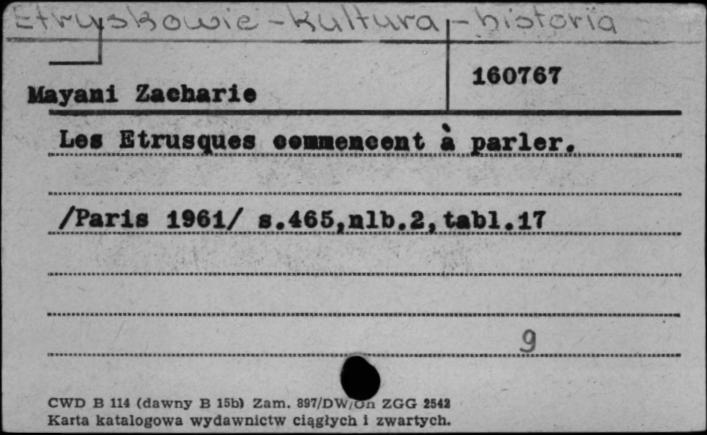 Etruskowie - kultura - historia
160767
Mayani Zacharie
Les Etrusques commencent à parler.
/Paris 1961/ s.465,nlb.2,tabl.17
9
CWD B 114 (dawny B 15b) Zam. 897/DW/ ZGG 2542
Karta katalogowa wydawnictw ciągłych i zwartych.